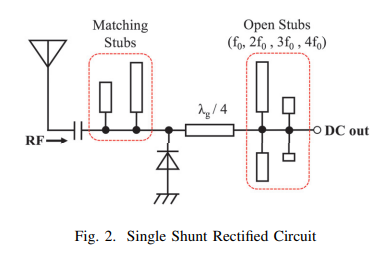 Matching
Stubs
Open Stubs
(f₀, 2f₀ , 3f₀ , 4f₀)
λg / 4
RF
DC out
Fig. 2. Single Shunt Rectified Circuit